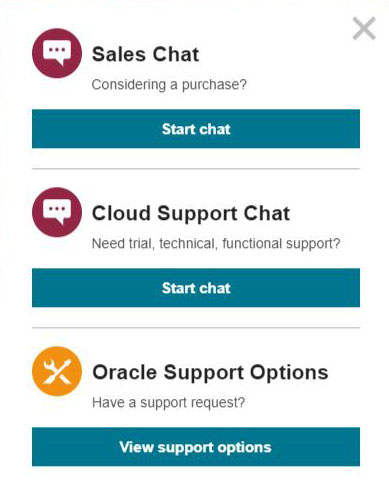 Sales Chat
Considering a purchase?
Start chat
Cloud Support Chat
Need trial, technical, functional support?
Start chat
Oracle Support Options
Have a support request?
View support options